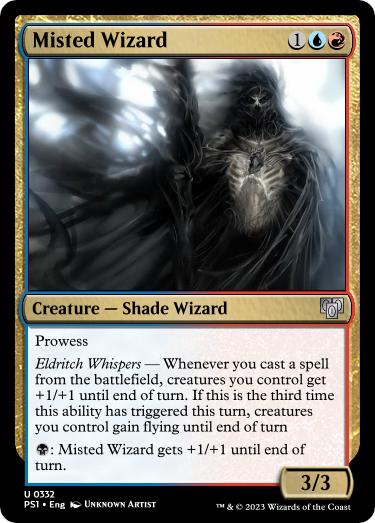 Misted Wizard 1
Creature — Shade Wizard
Prowess
Eldritch Whispers — Whenever you cast a spell
from the battlefield, creatures you control get
+1/+1 until end of turn. If this is the third time
this ability has triggered this turn, creatures
you control gain flying until end of turn
: Misted Wizard gets +1/+1 until end of
turn.
3/3
U 0332
PS1 • Eng Unknown Artist
™ & © 2023 Wizards of the Coast